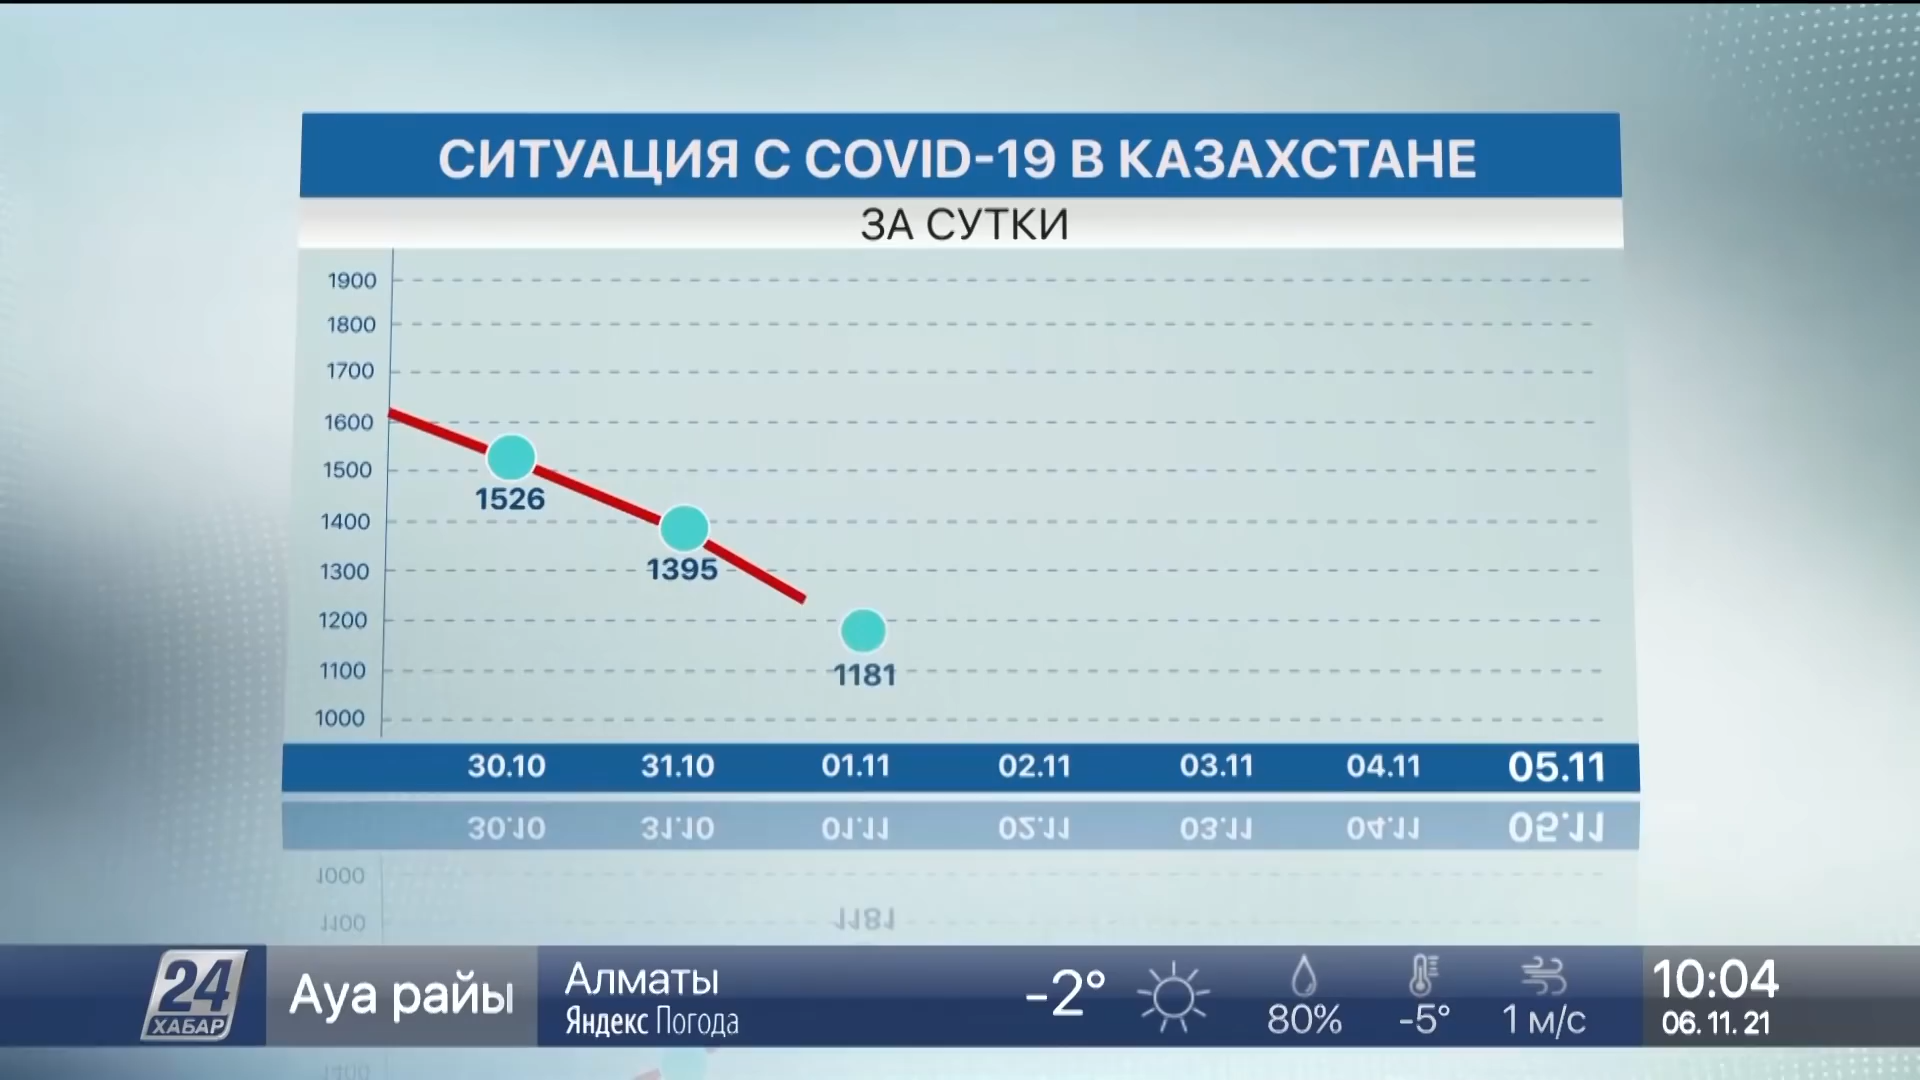 СИТУАЦИЯ С COVID-19 В КАЗАХСТАНЕ
ЗА СУТКИ
1900
1800
1700
1600
1500
1400
1300
1200
1100
1000
1526
1395
1181
30.10 31.10 01.11 02.11 03.11 04.11 05.11
24 ХАБАР
Ауа райы
Алматы
Яндекс Погода
-2°
80%
-5°
1 м/с
10:04
06. 11. 21